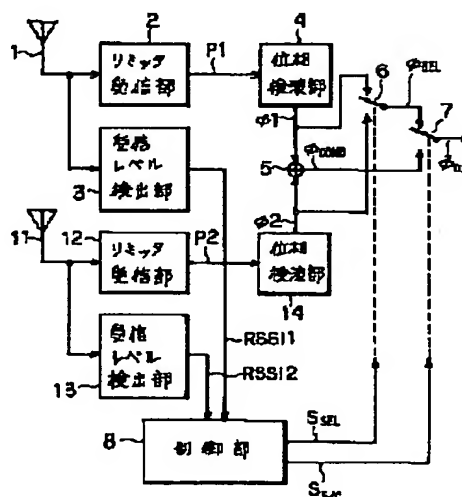 1
2
リミッタ
受信部
P1
4
位相
検波部
6
ΦSEL
7
受信
レベル
検出部
3
Φ1
5
ΦCOMB
11
12
リミッタ
受信部
P2
Φ2
位相
検波部
14
受信
レベル
検出部
13
RSSI1
RSSI2
8
制御部
SSEL